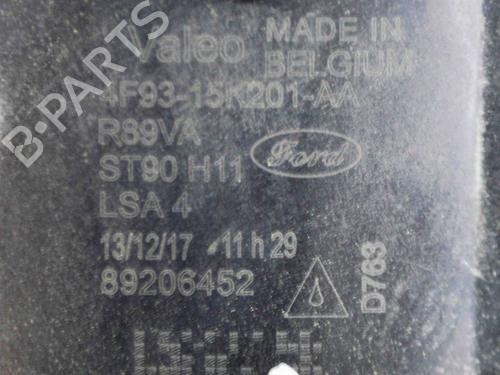 Valeo MADE IN
BELGIUM
4F93-15K201-AA
R89VA
ST90 H11 Ford
LSA 4
13/12/17 11 h 29
89206452
D763